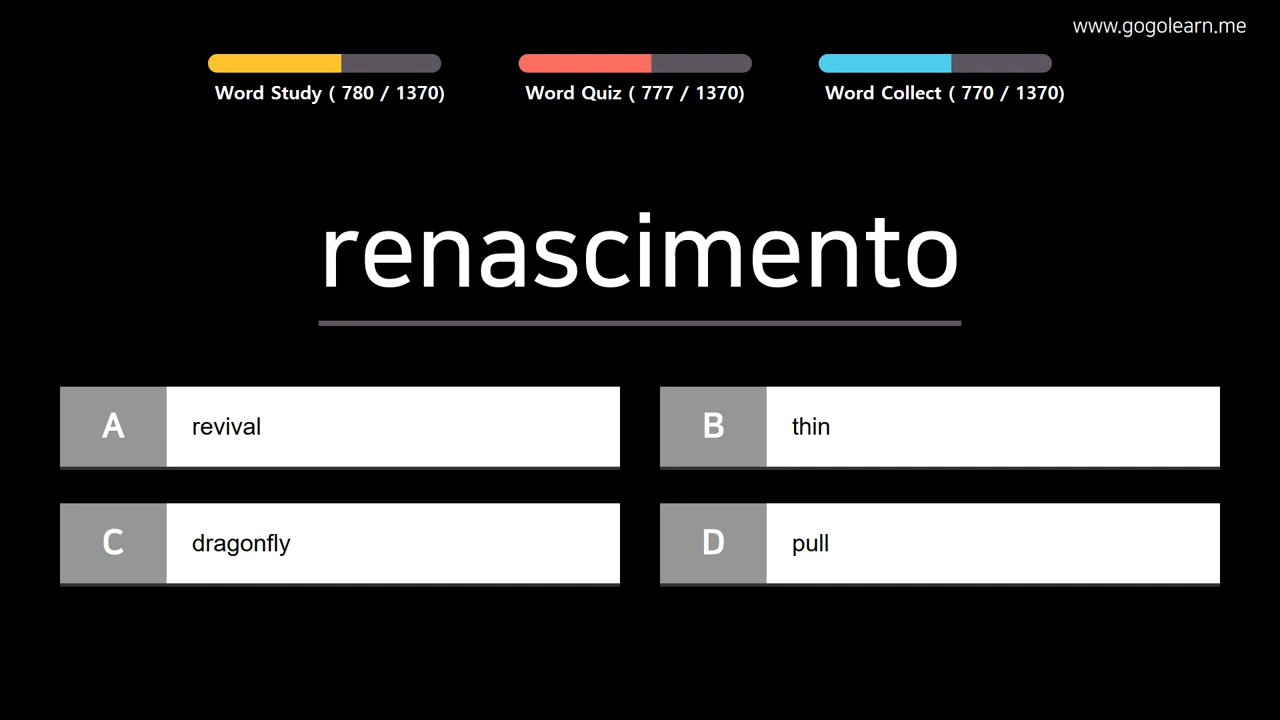 www.gogolearn.me
Word Study ( 780 / 1370)
Word Quiz ( 777 / 1370)
Word Collect ( 770 / 1370)
renascimento
A revival
B thin
C dragonfly
D pull